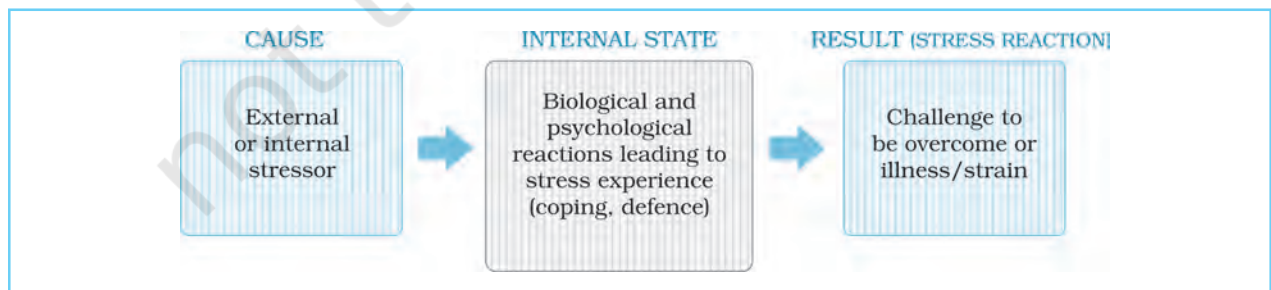 CAUSE
External
or internal
stressor
INTERNAL STATE
Biological and
psychological
reactions leading to
stress experience
(coping, defence)
RESULT (STRESS REACTION)
Challenge to
be overcome or
illness/strain
not